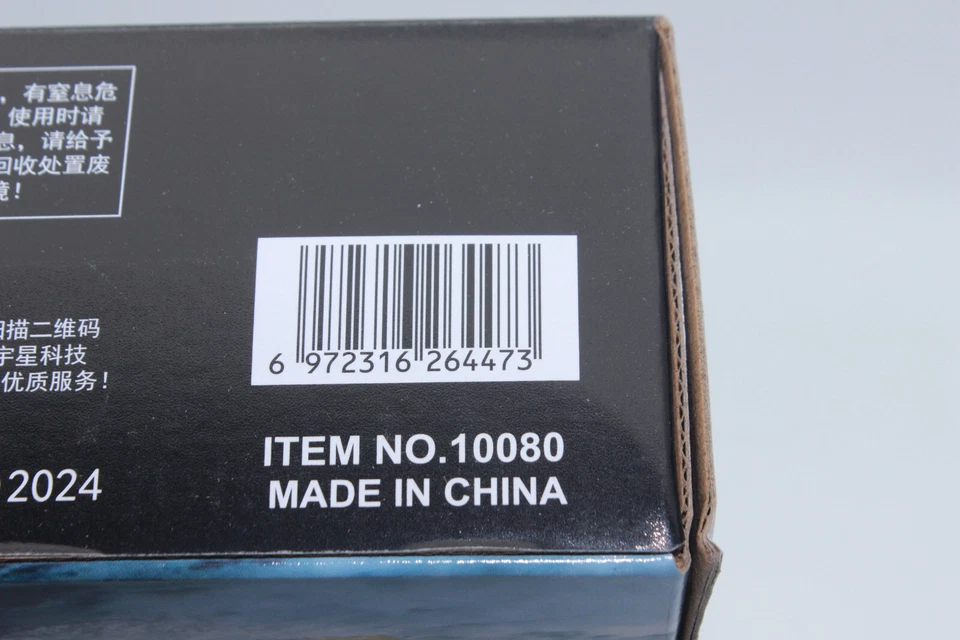 ，有窒息危
使用时请
息，请给予
回收处置废
境！
扫描二维码
宇星科技
优质服务！
2024
6 972316 264473
ITEM NO.10080
MADE IN CHINA